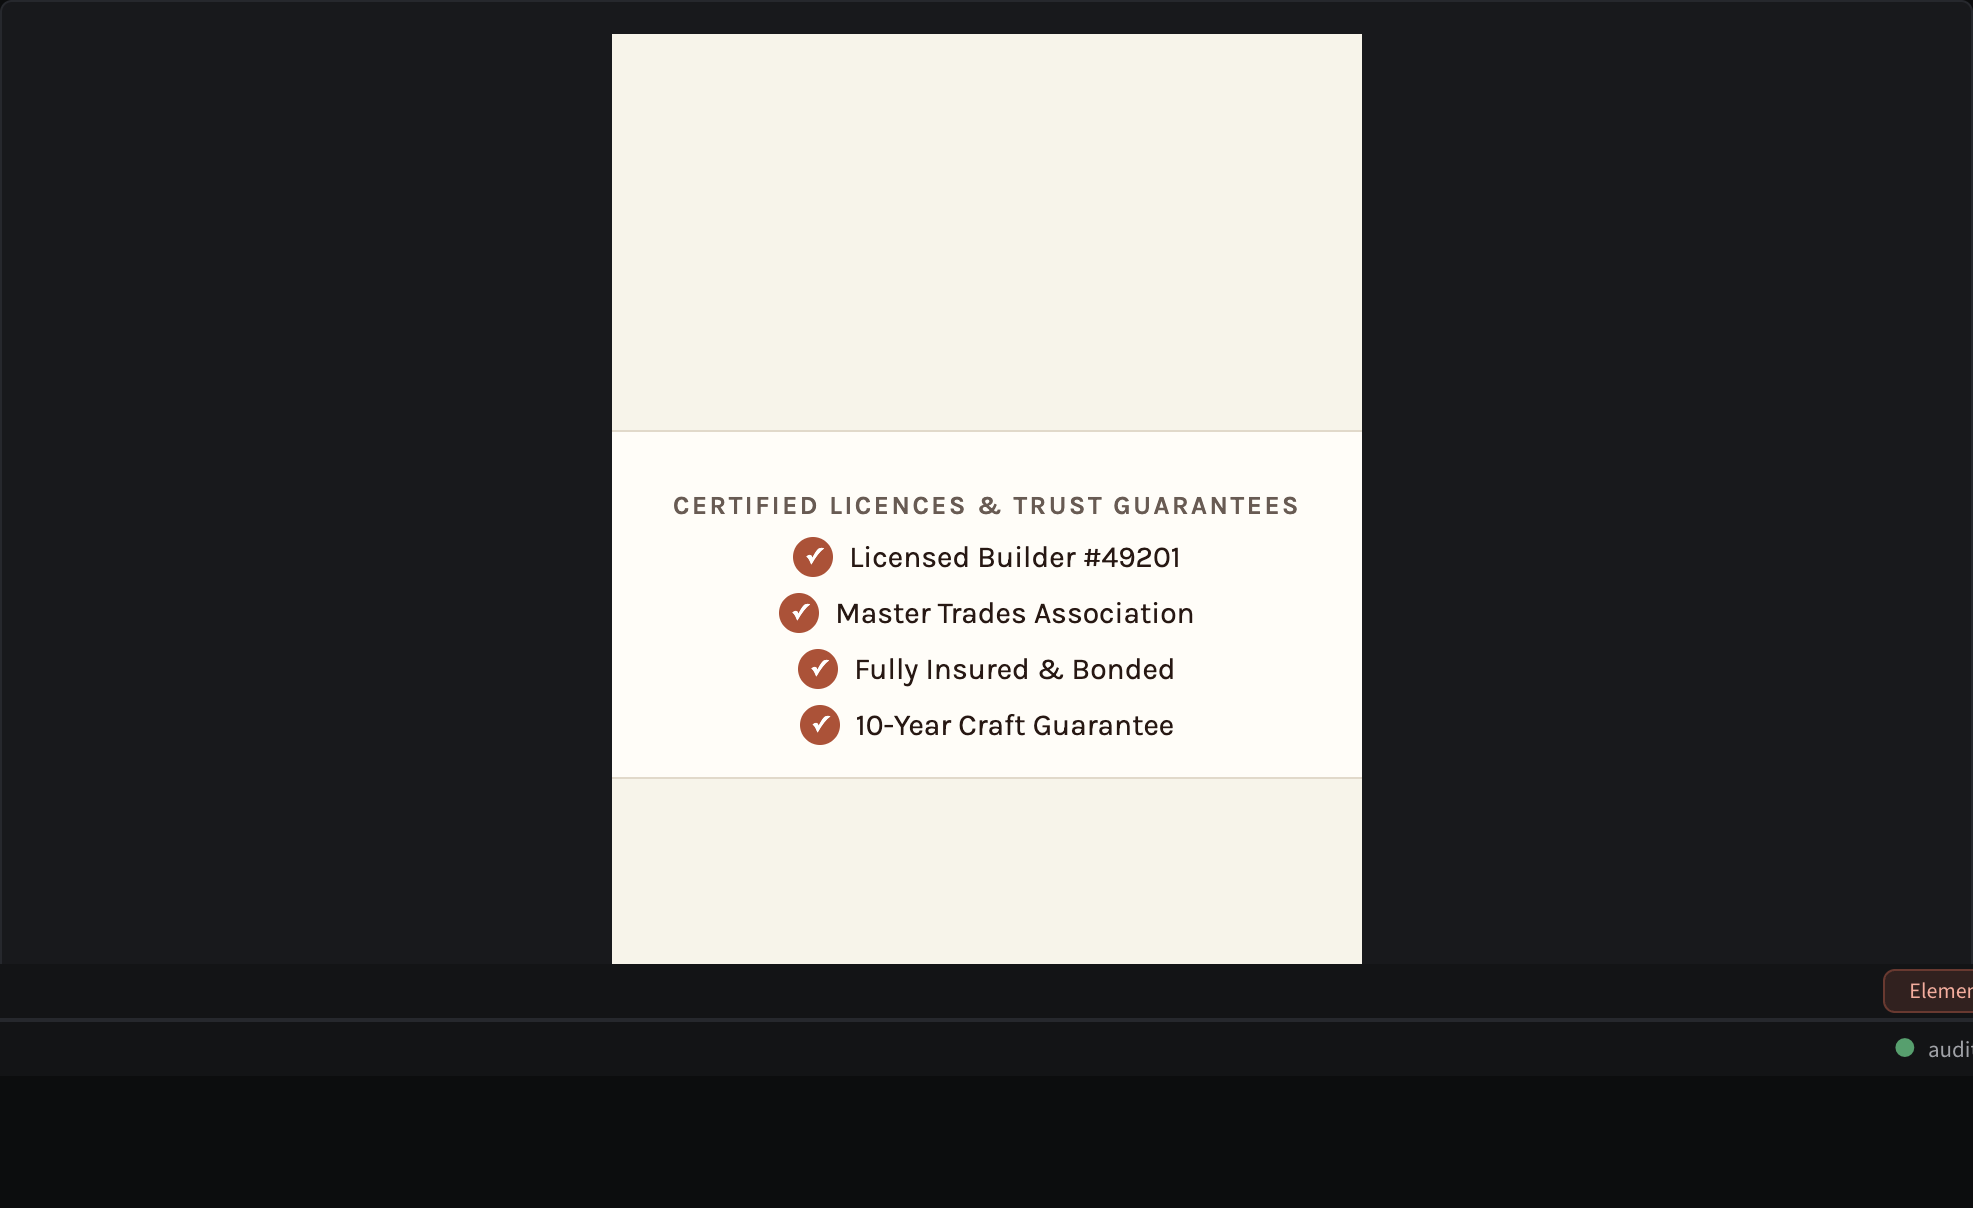 CERTIFIED LICENCES & TRUST GUARANTEES
✓ Licensed Builder #49201
✓ Master Trades Association
✓ Fully Insured & Bonded
✓ 10-Year Craft Guarantee